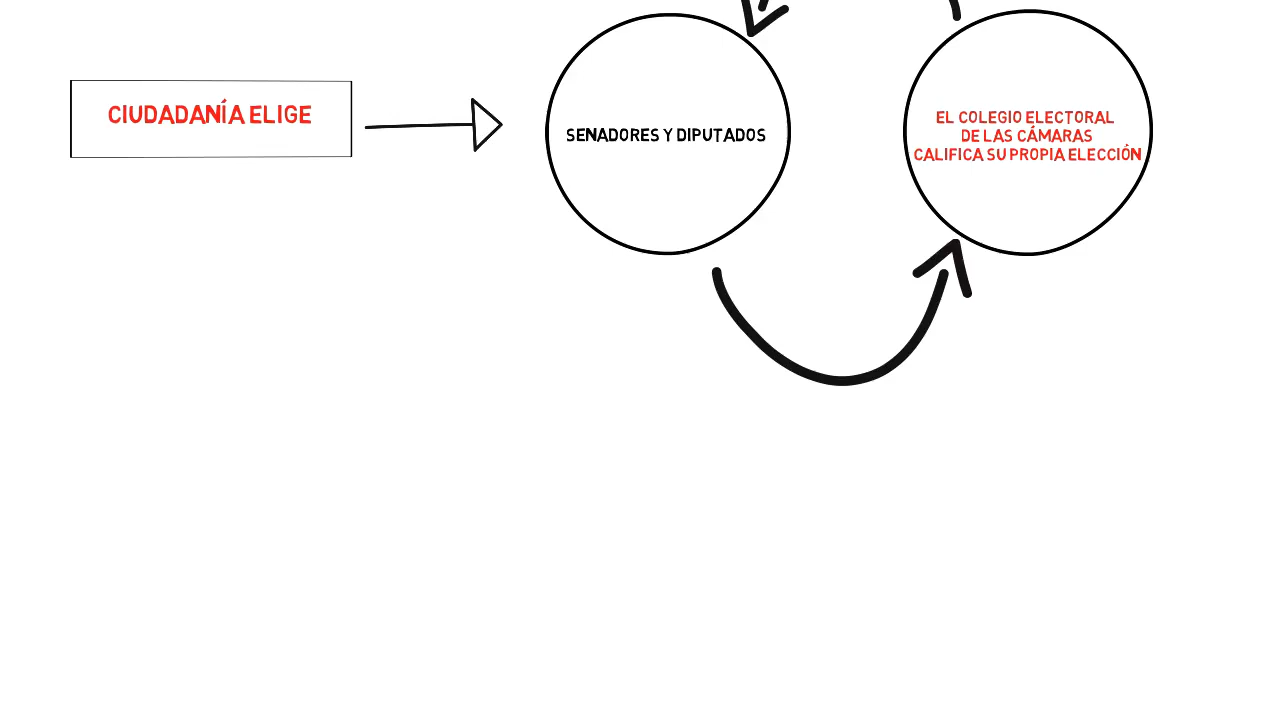 CIUDADANÍA ELIGE
SENADORES Y DIPUTADOS
EL COLEGIO ELECTORAL
DE LAS CÁMARAS
CALIFICA SU PROPIA ELECCIÓN